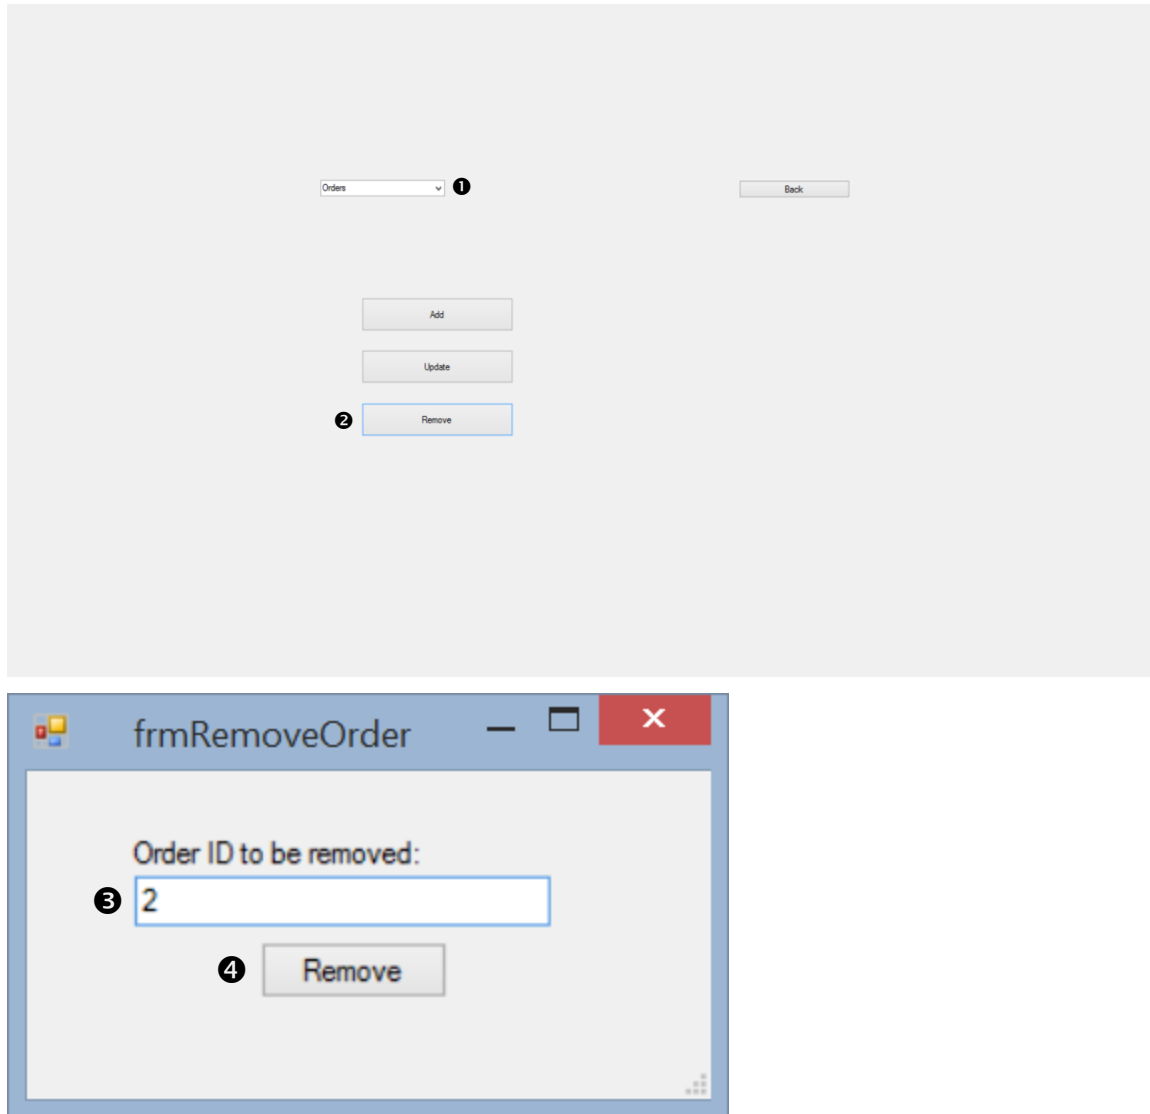 Orders ❶ Back
Add
Update
❷ Remove
frmRemoveOrder
Order ID to be removed:
❸ 2
❹ Remove